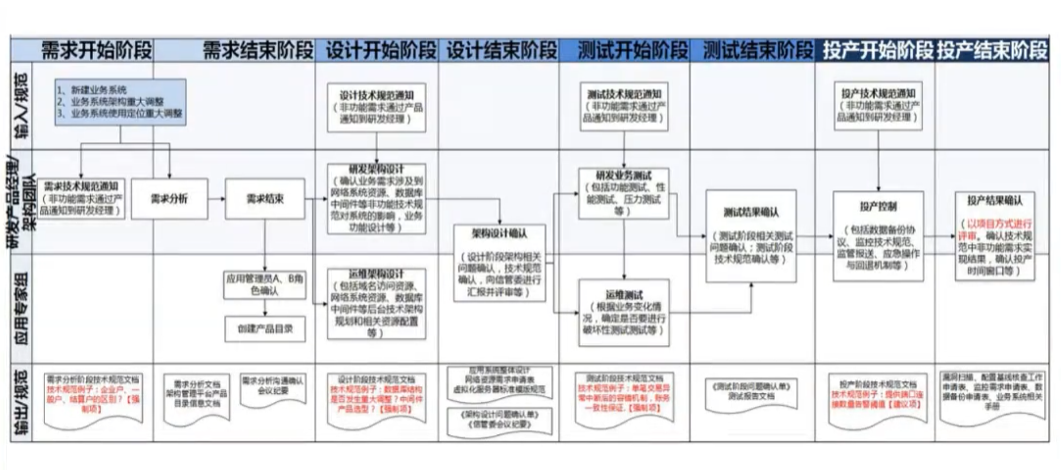 需求开始阶段
需求结束阶段
设计开始阶段
设计结束阶段
测试开始阶段
测试结束阶段
投产开始阶段
投产结束阶段
输入/规范
1、新建业务系统
2、业务系统架构重大调整
3、业务系统使用定位重大调整
设计技术规范通知
（非功能需求通过产
品通知到研发经理）
测试技术规范通知
（非功能需求通过产
品通知到研发经理）
投产技术规范通知
（非功能需求通过产
品通知到研发经理）
研发产品经理/
架构团队
需求技术规范通知
（非功能需求通过产
品通知到研发经理）
需求分析
需求结束
研发架构设计
（确认业务需求涉及到
网络系统资源、数据库
中间件等非功能技术规
范对系统的影响，业务
功能设计等）
架构设计确认
（设计阶段架构相关
问题确认，技术规范
确认，向信管委进行
汇报并评审等）
研发业务测试
（包括功能测试、性
能测试、压力测试
等）
测试结果确认
（测试阶段相关测试
问题确认；测试阶段
技术规范确认等）
投产控制
（包括数据备份协
议、监控技术规范、
监管报送、应急操作
与回退机制等）
投产结果确认
（以项目方式进行
评审。确认技术规
范中非功能需求实
现结果，确认投产
时间窗口等）
应用专家组
应用管理员A、B角
色确认
创建产品目录
运维架构设计
（包括域名访问资源、
网络系统资源、数据库
中间件等后台技术架构
规划和相关资源配置
等）
运维测试
（根据业务变化情
况，确定是否要进行
破坏性测试测试等）
输出/规范
需求分析阶段技术规范文档
技术规范例子：企业户、一
般户、结算户的区别？【强
制项】
需求分析文档
架构管理平台产品
目录信息文档
需求分析沟通确认
会议纪要
设计阶段技术规范文档
技术规范例子：数据库结构
是否发生重大调整？中间件
产品选型？【强制项】
应用系统整体设计
网络资源需求申请表
虚拟化服务器标准模版规范
《架构设计问题确认单》
《信管委会议纪要》
测试阶段技术规范文档
技术规范例子：单笔交易异
常中断后的容错机制，账务
一致性保证.【强制项】
《测试阶段问题确认单》
测试报告文档
投产阶段技术规范文档
技术规范例子：提供端口连
接数量告警阈值【建议项】
漏洞扫描、配置基线核查工作
申请表、监控需求申请表、数
据备份申请表、业务系统相关
手册